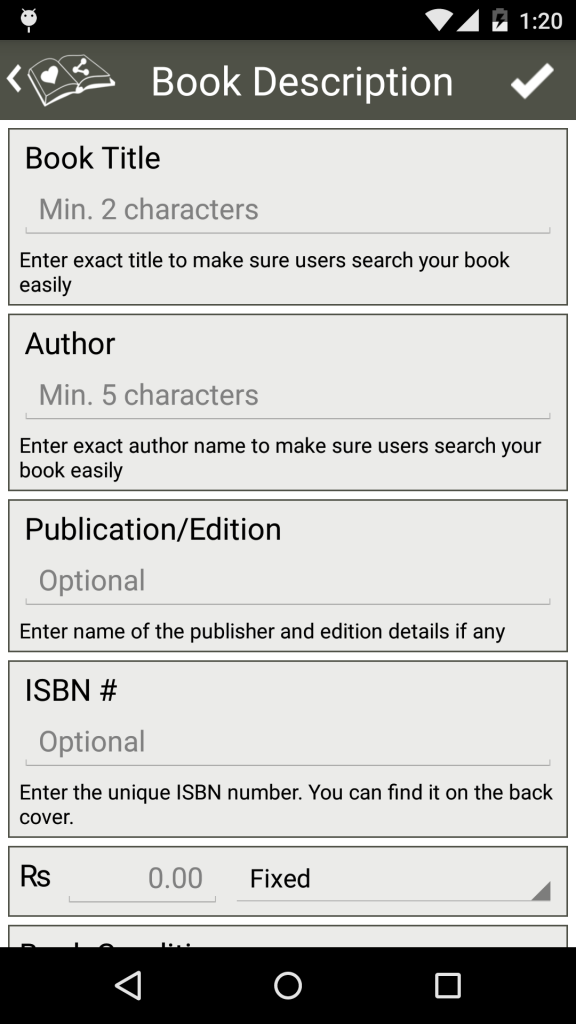 1:20
Book Description
Book Title
Min. 2 characters
Enter exact title to make sure users search your book
easily
Author
Min. 5 characters
Enter exact author name to make sure users search your
book easily
Publication/Edition
Optional
Enter name of the publisher and edition details if any
ISBN #
Optional
Enter the unique ISBN number. You can find it on the back
cover.
Rs 0.00 Fixed